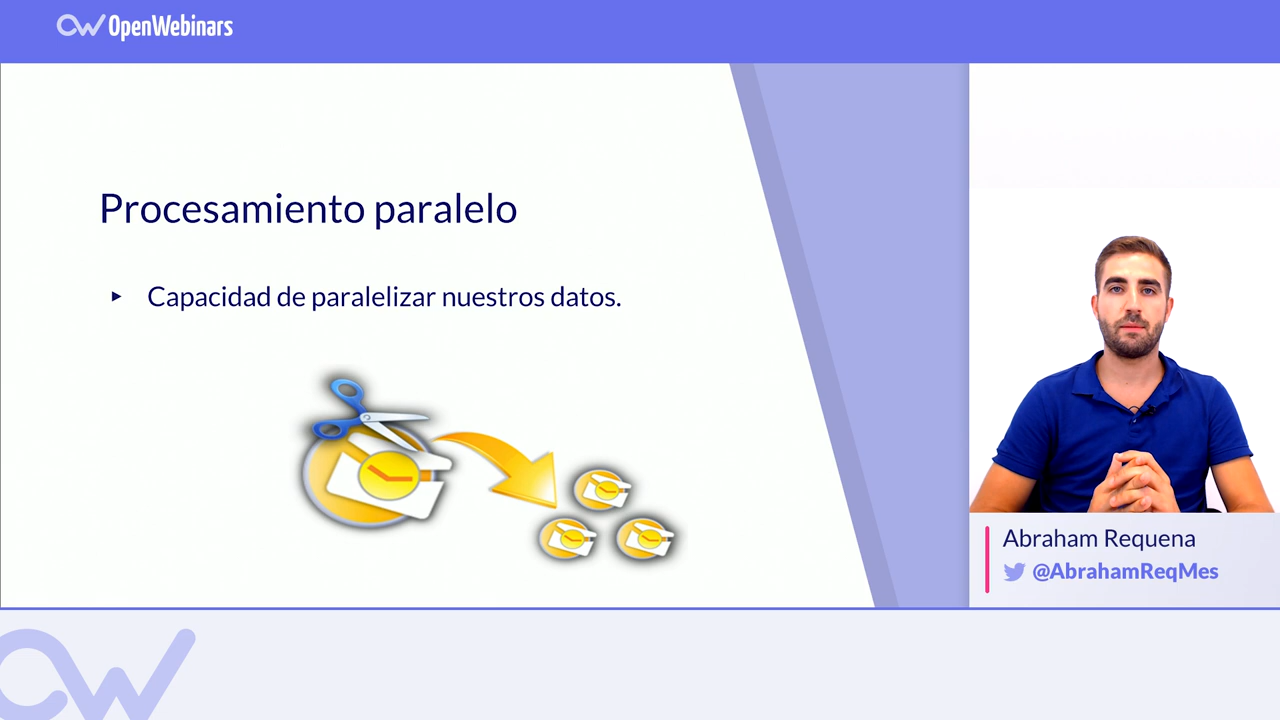 OpenWebinars
Procesamiento paralelo
Capacidad de paralelizar nuestros datos.
Abraham Requena
@AbrahamReqMes